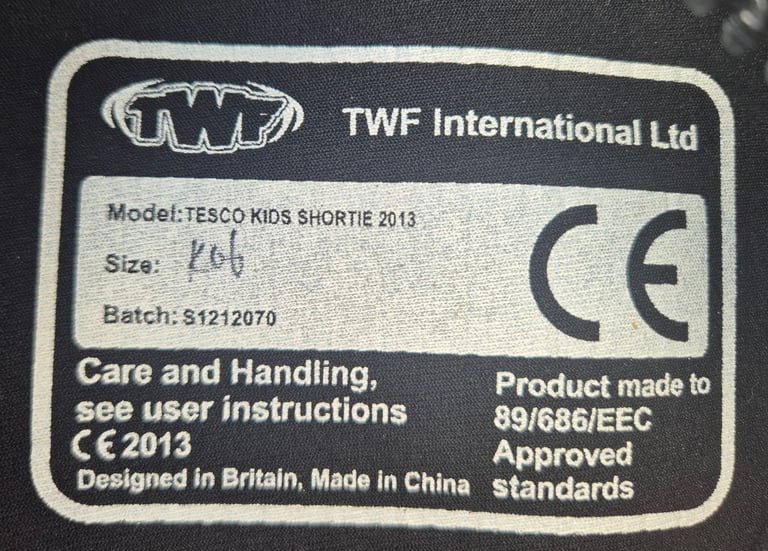 TWF
TWF International Ltd
Model: TESCO KIDS SHORTIE 2013
Size: K06
Batch: S1212070
Care and Handling,
see user instructions
CE 2013
Designed in Britain, Made in China
CE
Product made to
89/686/EEC
Approved
standards